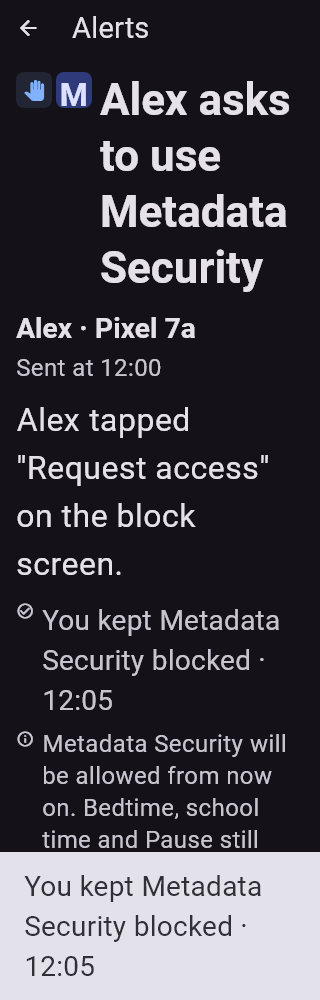 Alerts
M
Alex asks
to use
Metadata
Security
Alex · Pixel 7a
Sent at 12:00
Alex tapped
"Request access"
on the block
screen.
You kept Metadata
Security blocked ·
12:05
Metadata Security will
be allowed from now
on. Bedtime, school
time and Pause still
You kept Metadata
Security blocked ·
12:05